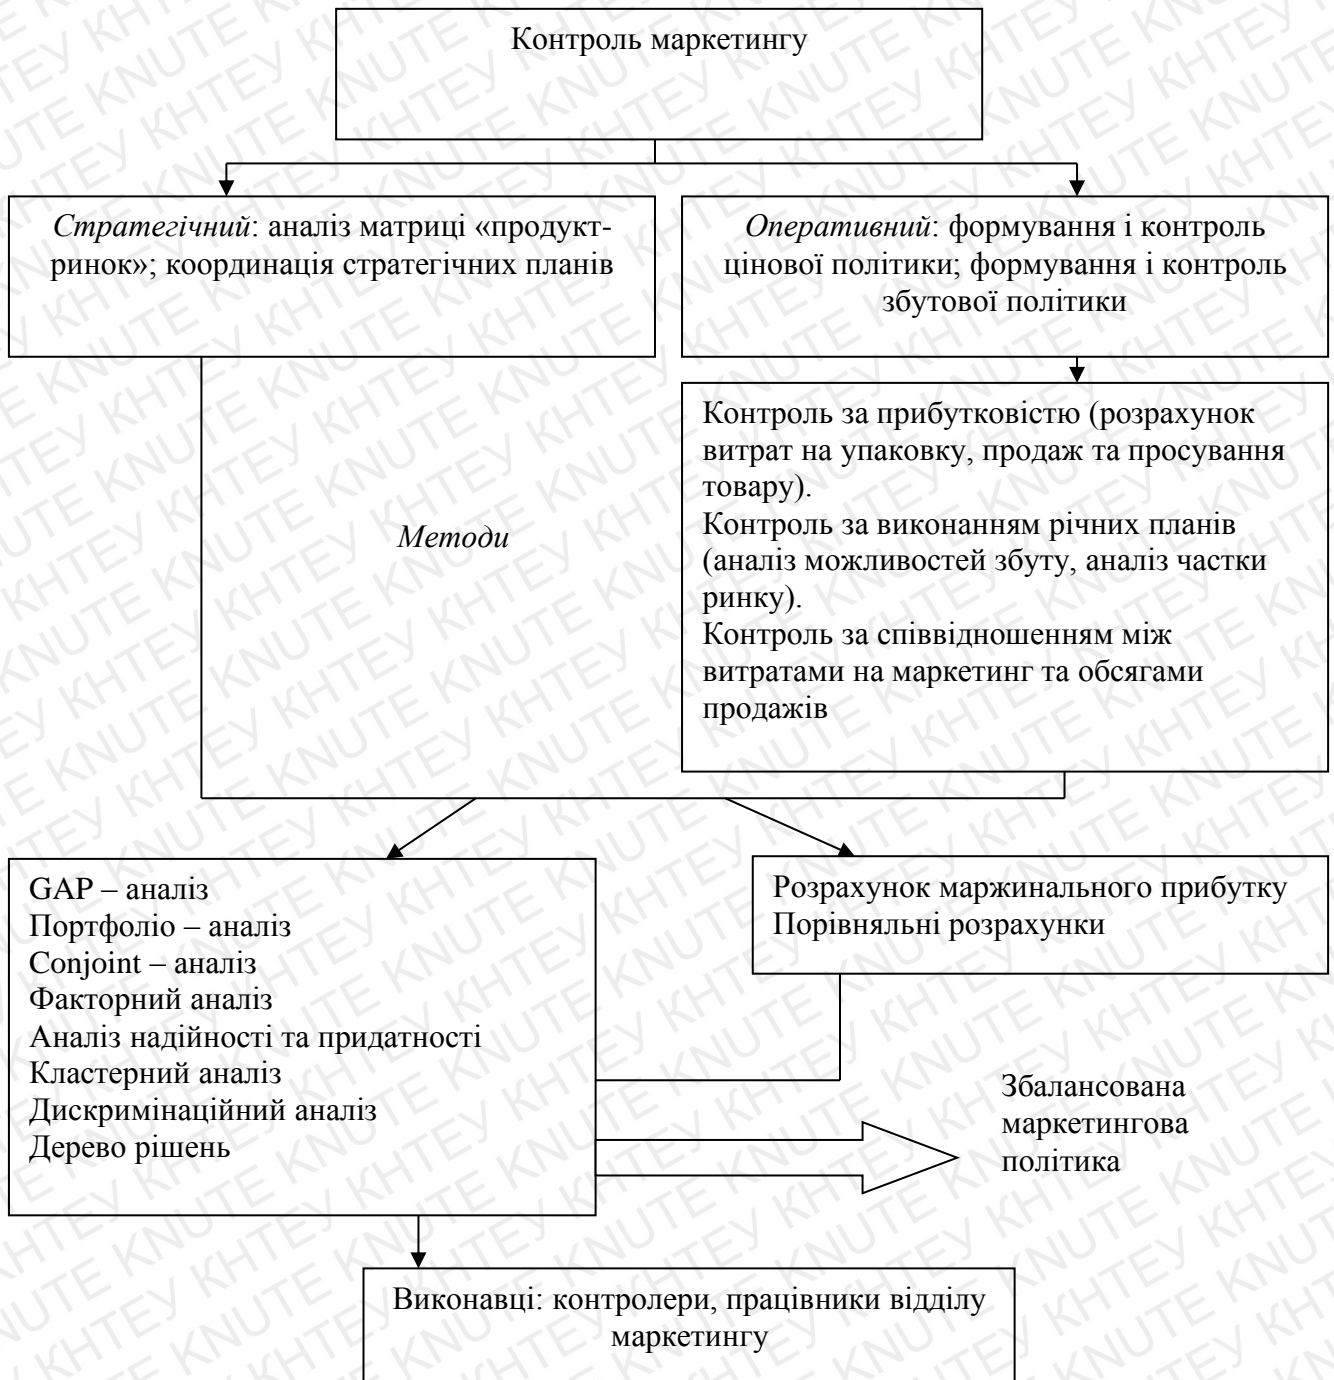 Контроль маркетингу
Стратегічний: аналіз матриці «продукт-
ринок»; координація стратегічних планів
Оперативний: формування і контроль
цінової політики; формування і контроль
збутової політики
Контроль за прибутковістю (розрахунок
витрат на упаковку, продаж та просування
товару).
Контроль за виконанням річних планів
(аналіз можливостей збуту, аналіз частки
ринку).
Контроль за співвідношенням між
витратами на маркетинг та обсягами
продажів
Методи
GAP – аналіз
Портфоліо – аналіз
Conjoint – аналіз
Факторний аналіз
Аналіз надійності та придатності
Кластерний аналіз
Дискримінаційний аналіз
Дерево рішень
Розрахунок маржинального прибутку
Порівняльні розрахунки
Збалансована
маркетингова
політика
Виконавці: контролери, працівники відділу
маркетингу
КНТЕУ KNUTE